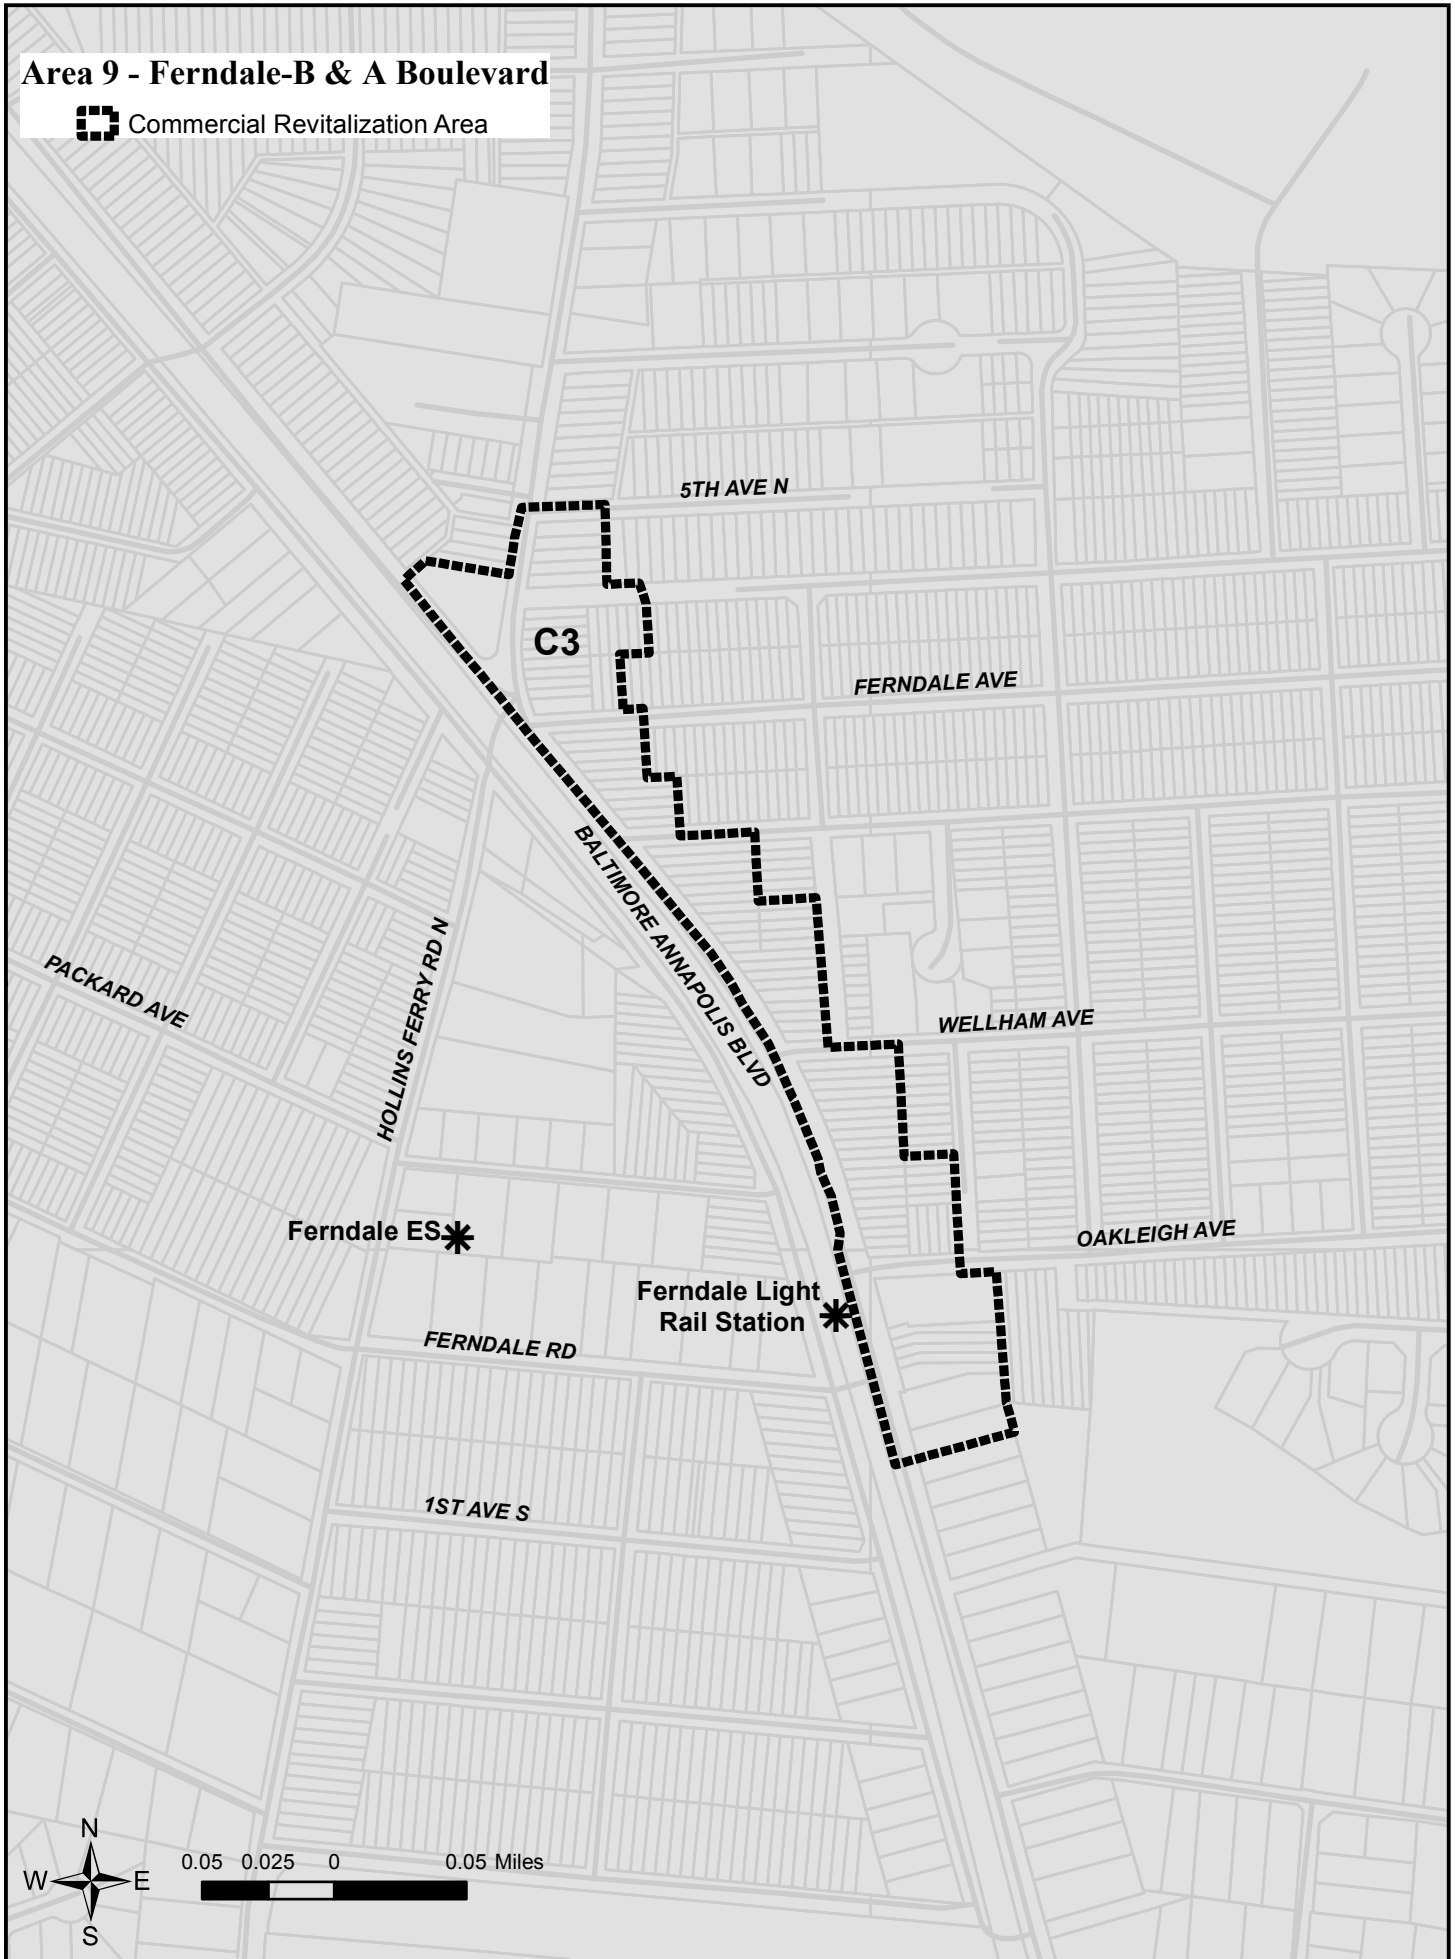 Area 9 - Ferndale-B & A Boulevard
Commercial Revitalization Area
5TH AVE N
C3
FERNDALE AVE
BALTIMORE ANNAPOLIS BLVD
HOLLINS FERRY RD N
PACKARD AVE
WELLHAM AVE
Ferndale ES
OAKLEIGH AVE
Ferndale Light
Rail Station
FERNDALE RD
1ST AVE S
N
W E
S
0.05 0.025 0 0.05 Miles